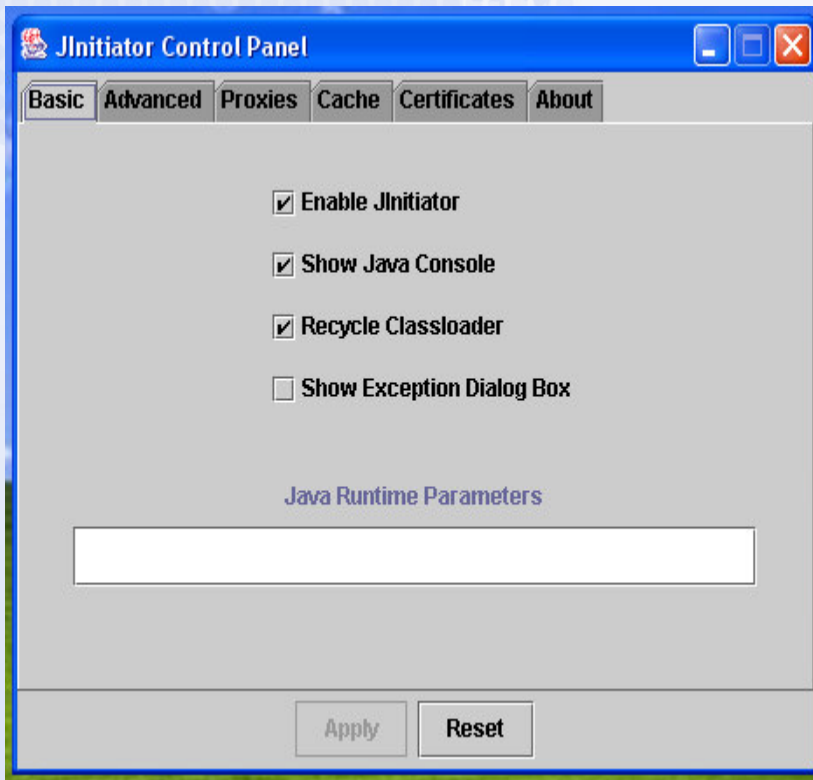 JInitiator Control Panel
Basic Advanced Proxies Cache Certificates About
Enable JInitiator
Show Java Console
Recycle Classloader
Show Exception Dialog Box
Java Runtime Parameters
Apply Reset